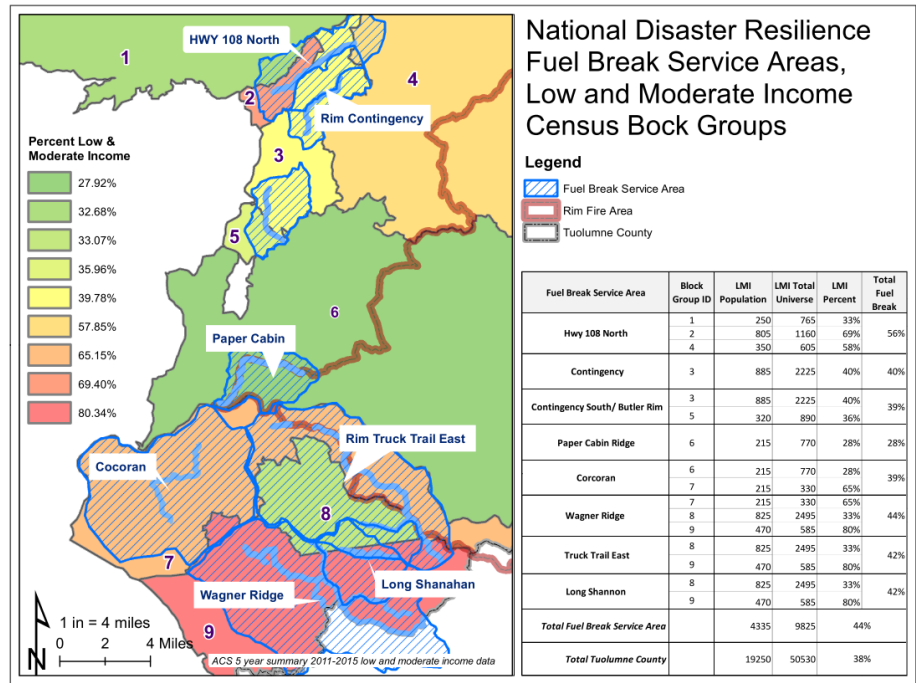 National Disaster Resilience
Fuel Break Service Areas,
Low and Moderate Income
Census Bock Groups
Legend
Fuel Break Service Area
Rim Fire Area
Tuolumne County
HWY 108 North
1
2
4
Rim Contingency
3
5
6
Paper Cabin
Rim Truck Trail East
Cocoran
8
7
Long Shanahan
Wagner Ridge
9
Percent Low &
Moderate Income
27.92%
32.68%
33.07%
35.96%
39.78%
57.85%
65.15%
69.40%
80.34%
N
1 in = 4 miles
0 2 4 Miles
ACS 5 year summary 2011-2015 low and moderate income data
Fuel Break Service Area Block Group ID LMI Population LMI Total Universe LMI Percent Total Fuel Break
Hwy 108 North 1 250 765 33% 56%
2 805 1160 69%
4 350 605 58%
Contingency 3 885 2225 40% 40%
Contingency South/ Butler Rim 3 885 2225 40% 39%
5 320 890 36%
Paper Cabin Ridge 6 215 770 28% 28%
Corcoran 6 215 770 28% 39%
7 215 330 65%
Wagner Ridge 7 215 330 65% 44%
8 825 2495 33%
9 470 585 80%
Truck Trail East 8 825 2495 33% 42%
9 470 585 80%
Long Shannon 8 825 2495 33% 42%
9 470 585 80%
Total Fuel Break Service Area 4335 9825 44%
Total Tuolumne County 19250 50530 38%